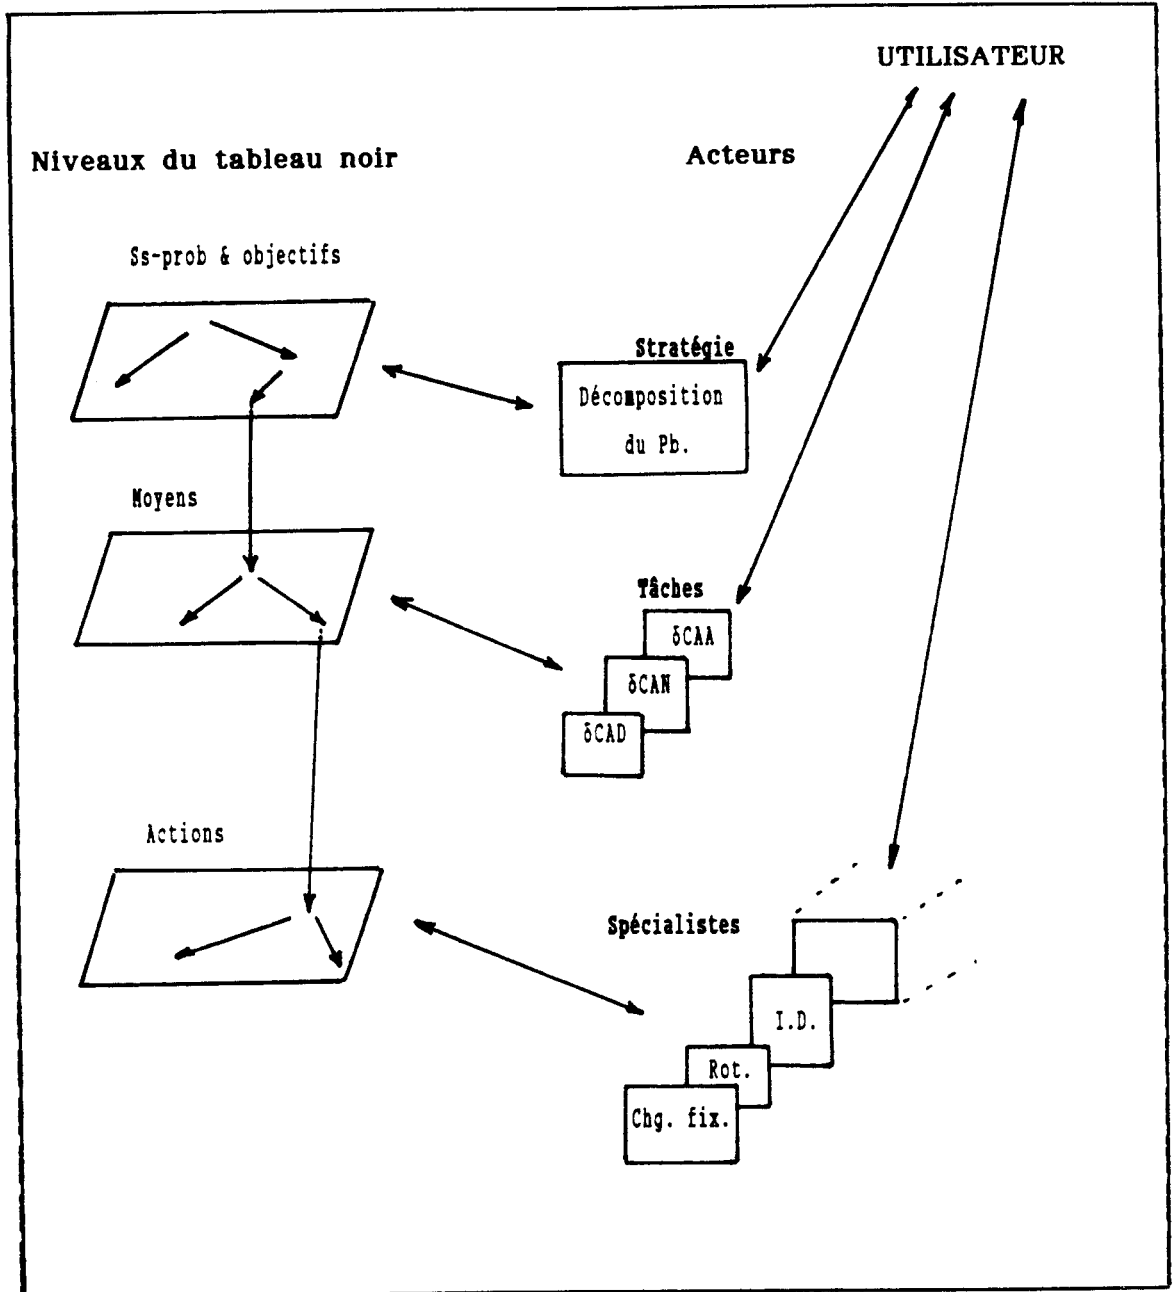 UTILISATEUR
Niveaux du tableau noir
Acteurs
Ss-prob & objectifs
Stratégie
Décomposition
du Pb.
Moyens
Tâches
δCAA
δCAN
δCAD
Actions
Spécialistes
I.D.
Rot.
Chg. fix.